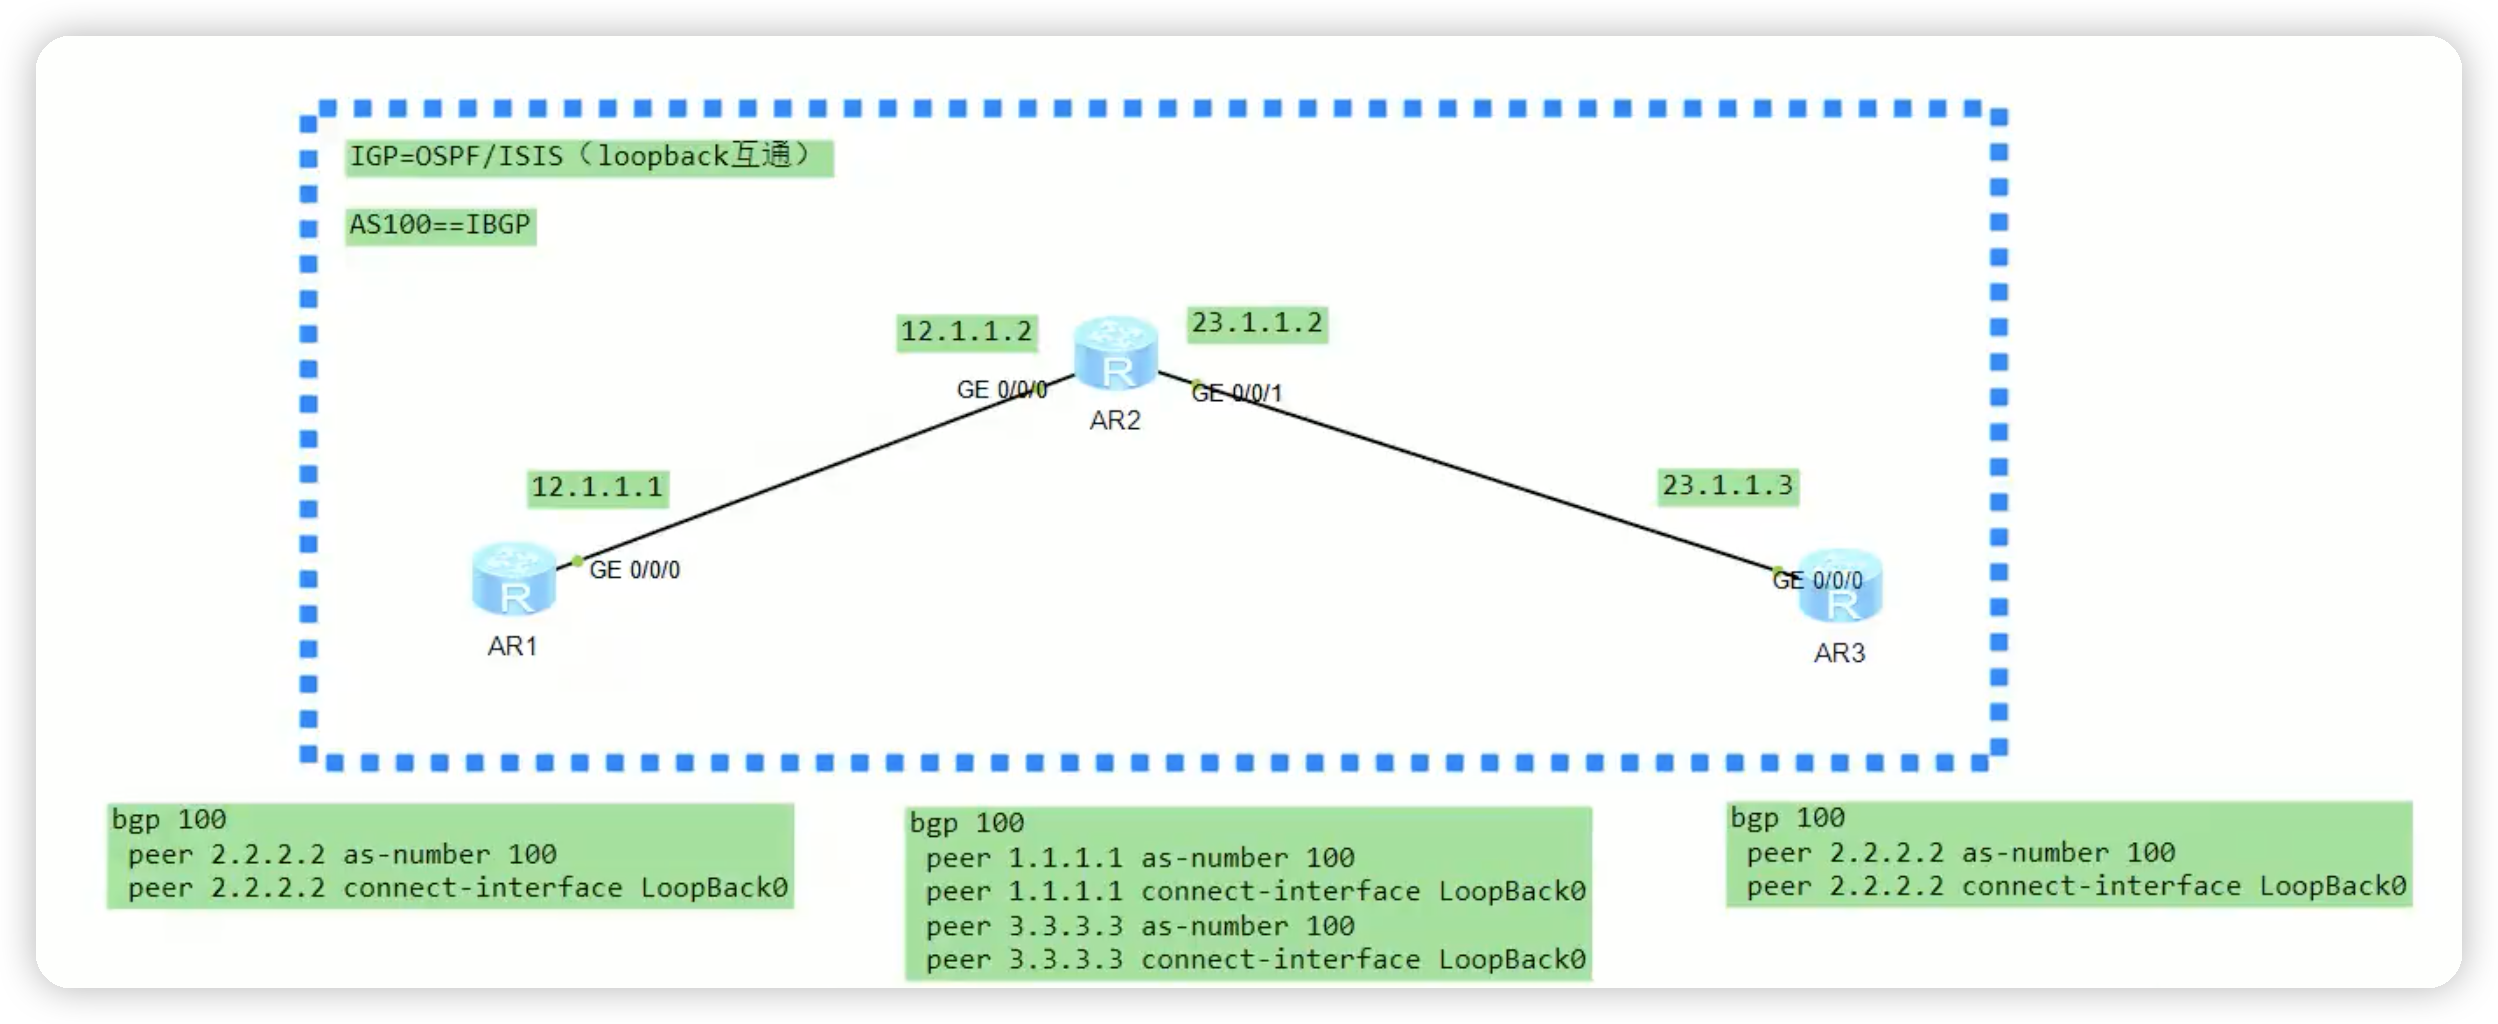 IGP=OSPF/ISIS（loopback互通）
AS100==IBGP
12.1.1.2
23.1.1.2
GE 0/0/0
GE 0/0/1
AR2
12.1.1.1
23.1.1.3
GE 0/0/0
GE 0/0/0
R
R
R
AR1
AR3
bgp 100
peer 2.2.2.2 as-number 100
peer 2.2.2.2 connect-interface LoopBack0
bgp 100
peer 1.1.1.1 as-number 100
peer 1.1.1.1 connect-interface LoopBack0
peer 3.3.3.3 as-number 100
peer 3.3.3.3 connect-interface LoopBack0
bgp 100
peer 2.2.2.2 as-number 100
peer 2.2.2.2 connect-interface LoopBack0